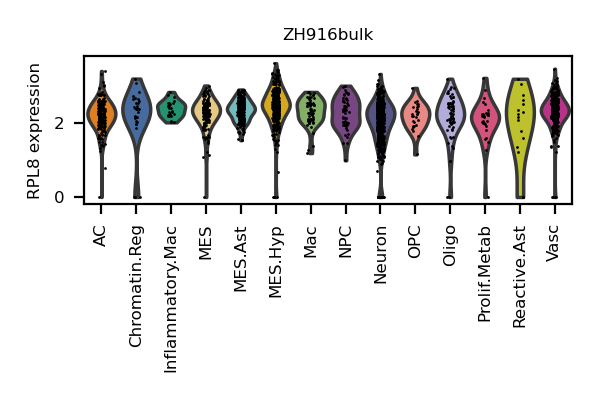 ZH916bulk
RPL8 expression
2
0
AC
Chromatin.Reg
Inflammatory.Mac
MES
MES.Ast
MES.Hyp
Mac
NPC
Neuron
OPC
Oligo
Prolif.Metab
Reactive.Ast
Vasc